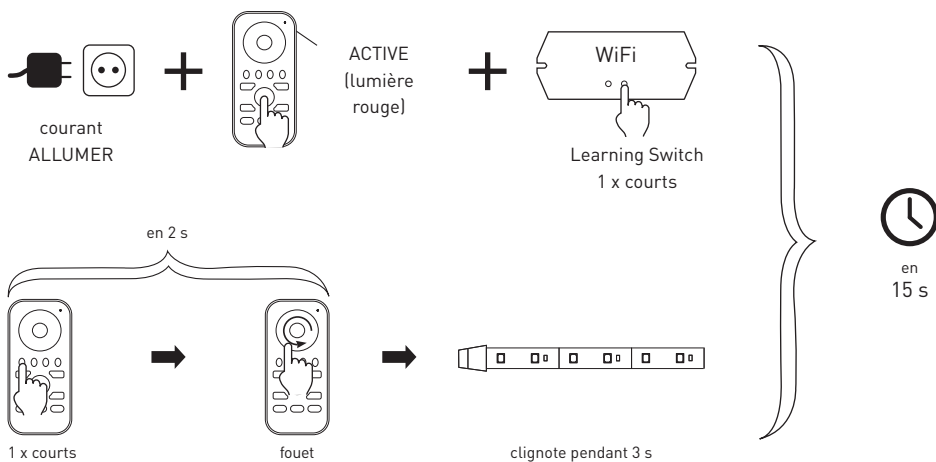 courant
ALLUMER
ACTIVE
(lumière
rouge)
WiFi
Learning Switch
1 x courts
en
15 s
en 2 s
1 x courts
fouet
clignote pendant 3 s